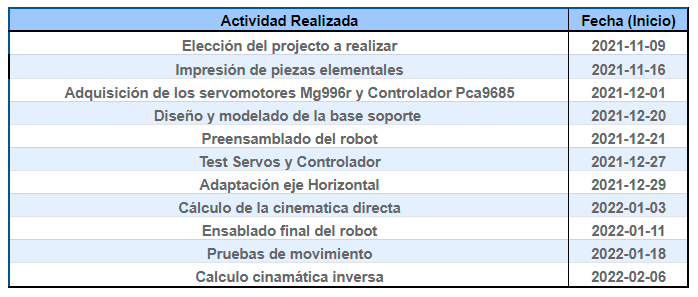 Actividad Realizada Fecha (Inicio)
Elección del projecto a realizar 2021-11-09
Impresión de piezas elementales 2021-11-16
Adquisición de los servomotores Mg996r y Controlador Pca9685 2021-12-01
Diseño y modelado de la base soporte 2021-12-20
Preensamblado del robot 2021-12-21
Test Servos y Controlador 2021-12-27
Adaptación eje Horizontal 2021-12-29
Cálculo de la cinematica directa 2022-01-03
Ensablado final del robot 2022-01-11
Pruebas de movimiento 2022-01-18
Calculo cinamática inversa 2022-02-06